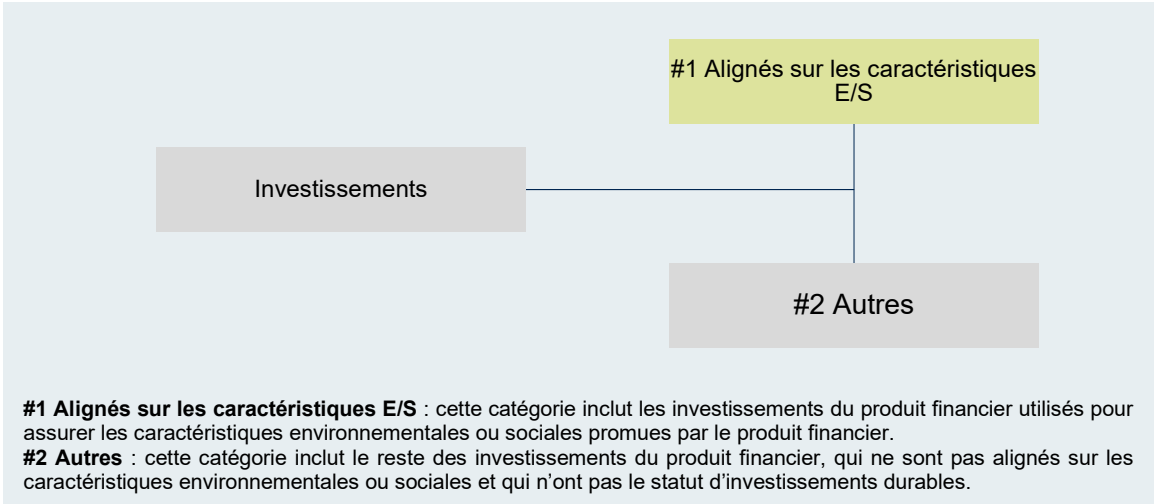 #1 Alignés sur les caractéristiques
E/S
Investissements
#2 Autres
#1 Alignés sur les caractéristiques E/S : cette catégorie inclut les investissements du produit financier utilisés pour
assurer les caractéristiques environnementales ou sociales promues par le produit financier.
#2 Autres : cette catégorie inclut le reste des investissements du produit financier, qui ne sont pas alignés sur les
caractéristiques environnementales ou sociales et qui n’ont pas le statut d’investissements durables.